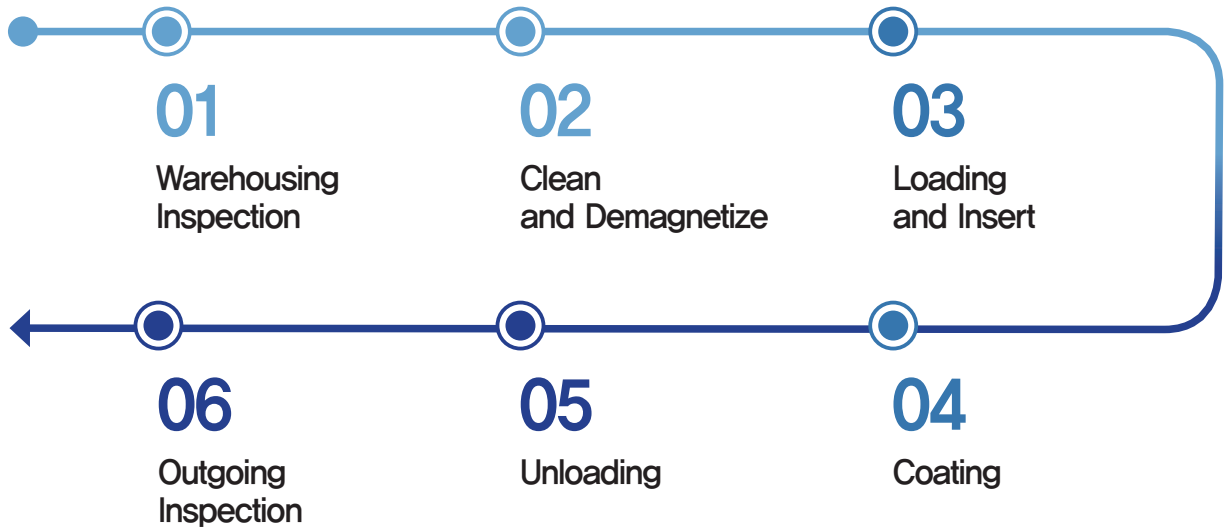 01
Warehousing
Inspection
02
Clean
and Demagnetize
03
Loading
and Insert
04
Coating
05
Unloading
06
Outgoing
Inspection